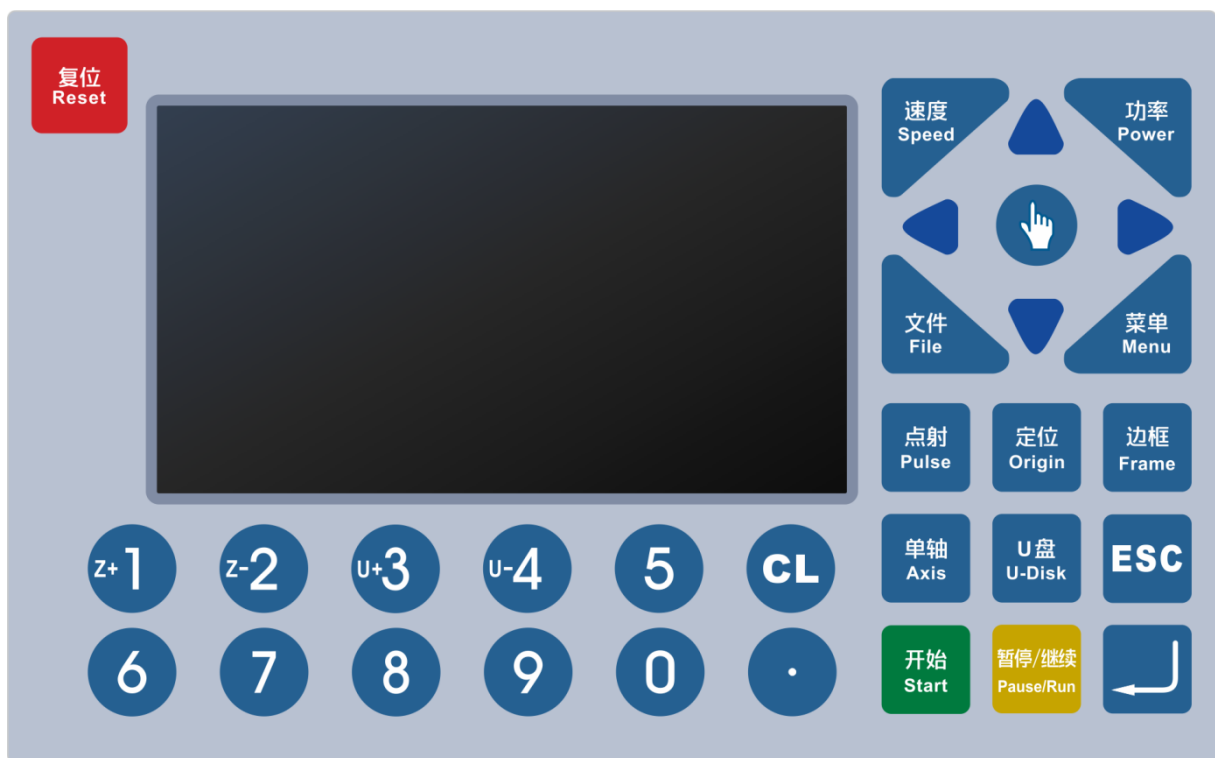 复位
Reset
速度
Speed
功率
Power
文件
File
菜单
Menu
点射
Pulse
定位
Origin
边框
Frame
单轴
Axis
U盘
U-Disk
ESC
Z+1
Z-2
U+3
U-4
5
CL
6
7
8
9
0
·
开始
Start
暂停/继续
Pause/Run